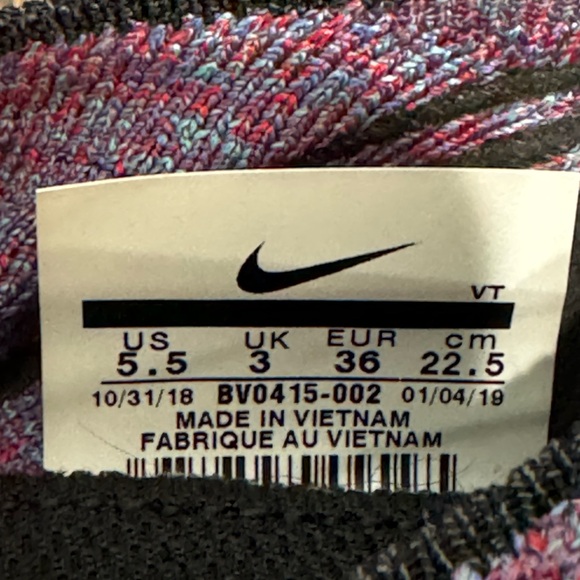 VT
US UK EUR cm
5.5 3 36 22.5
10/31/18 BV0415-002 01/04/19
MADE IN VIETNAM
FABRIQUE AU VIETNAM